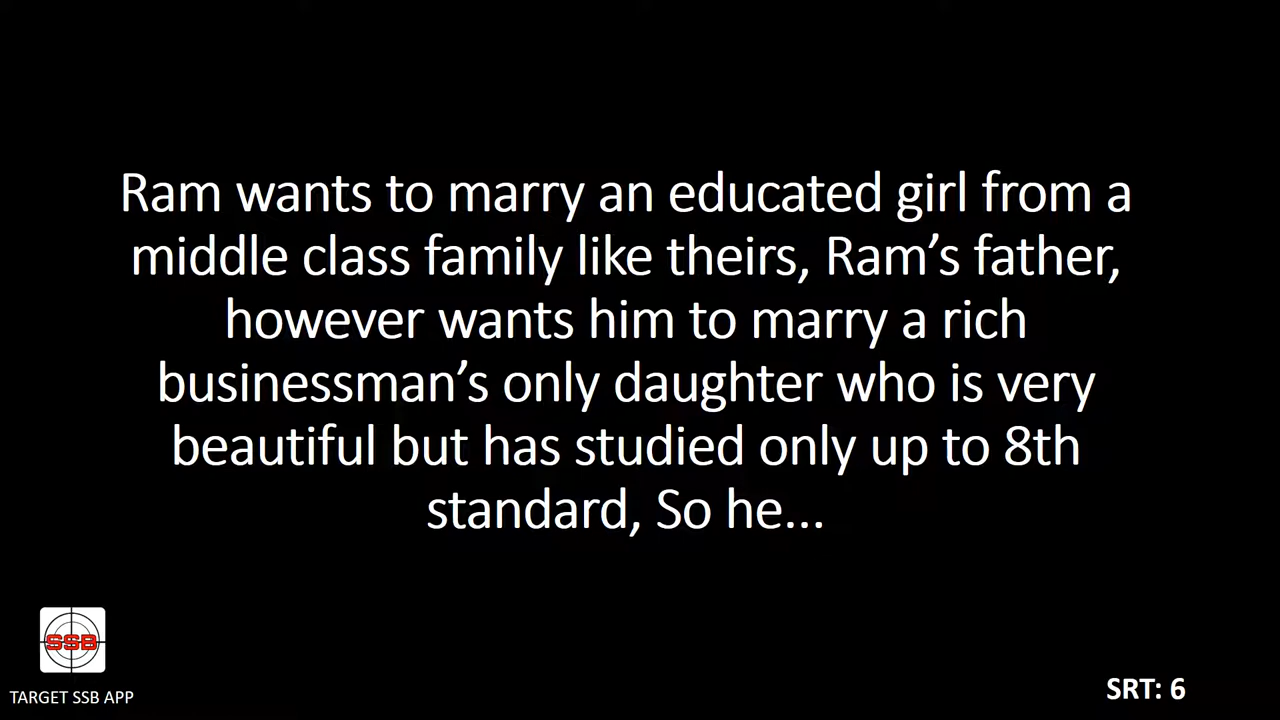 Ram wants to marry an educated girl from a
middle class family like theirs, Ram’s father,
however wants him to marry a rich
businessman’s only daughter who is very
beautiful but has studied only up to 8th
standard, So he...
SSB
TARGET SSB APP
SRT: 6